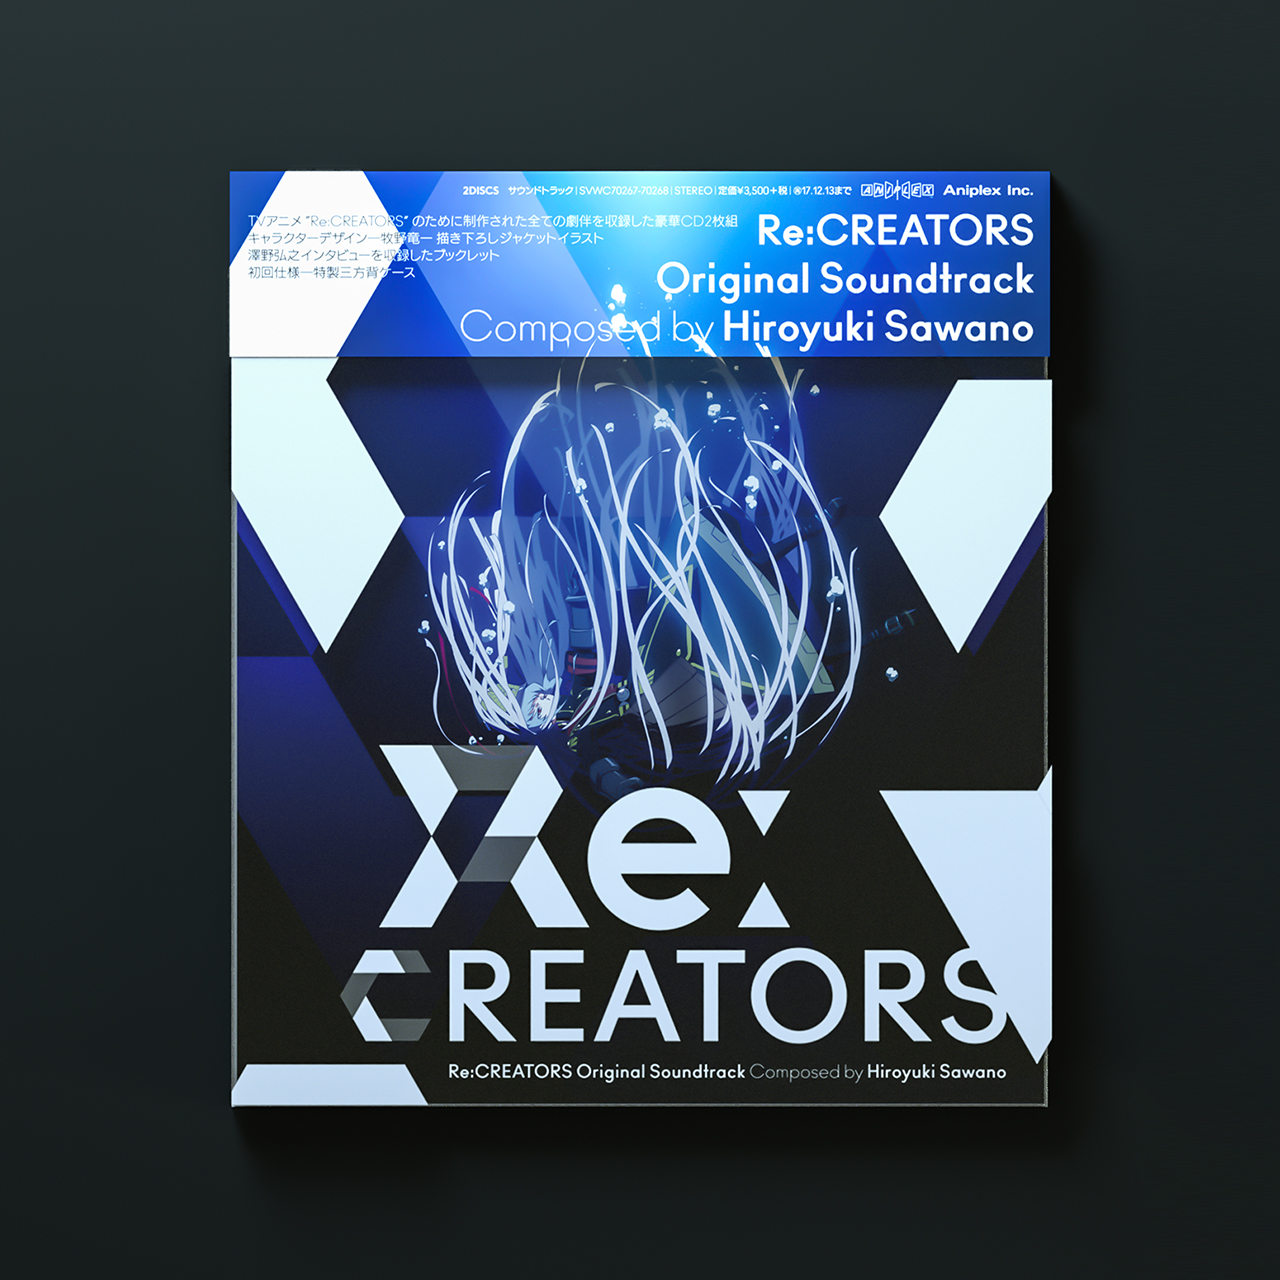 2DISCS サウンドトラック|SVWC70267-70268|STEREO|定価¥3,500+税|㊝17.12.13まで ANIPLEX Aniplex Inc.
TVアニメ “Re:CREATORS” のために制作された全ての劇伴を収録した豪華CD2枚組
キャラクターデザイン—牧野竜一 描き下ろしジャケットイラスト
澤野弘之インタビューを収録したブックレット
初回仕様—特製三方背ケース
Re:CREATORS
Original Soundtrack
Composed by Hiroyuki Sawano
Re:
CREATORS
Re:CREATORS Original Soundtrack Composed by Hiroyuki Sawano